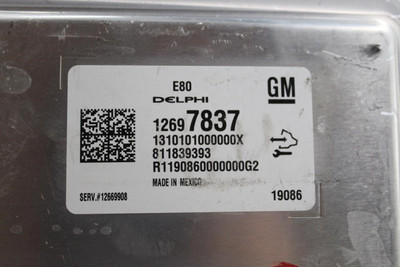 E80
DELPHI
GM
12697837
1310101000000X
811839393
R1190860000000G2
MADE IN MEXICO
SERV.#12669908
19086